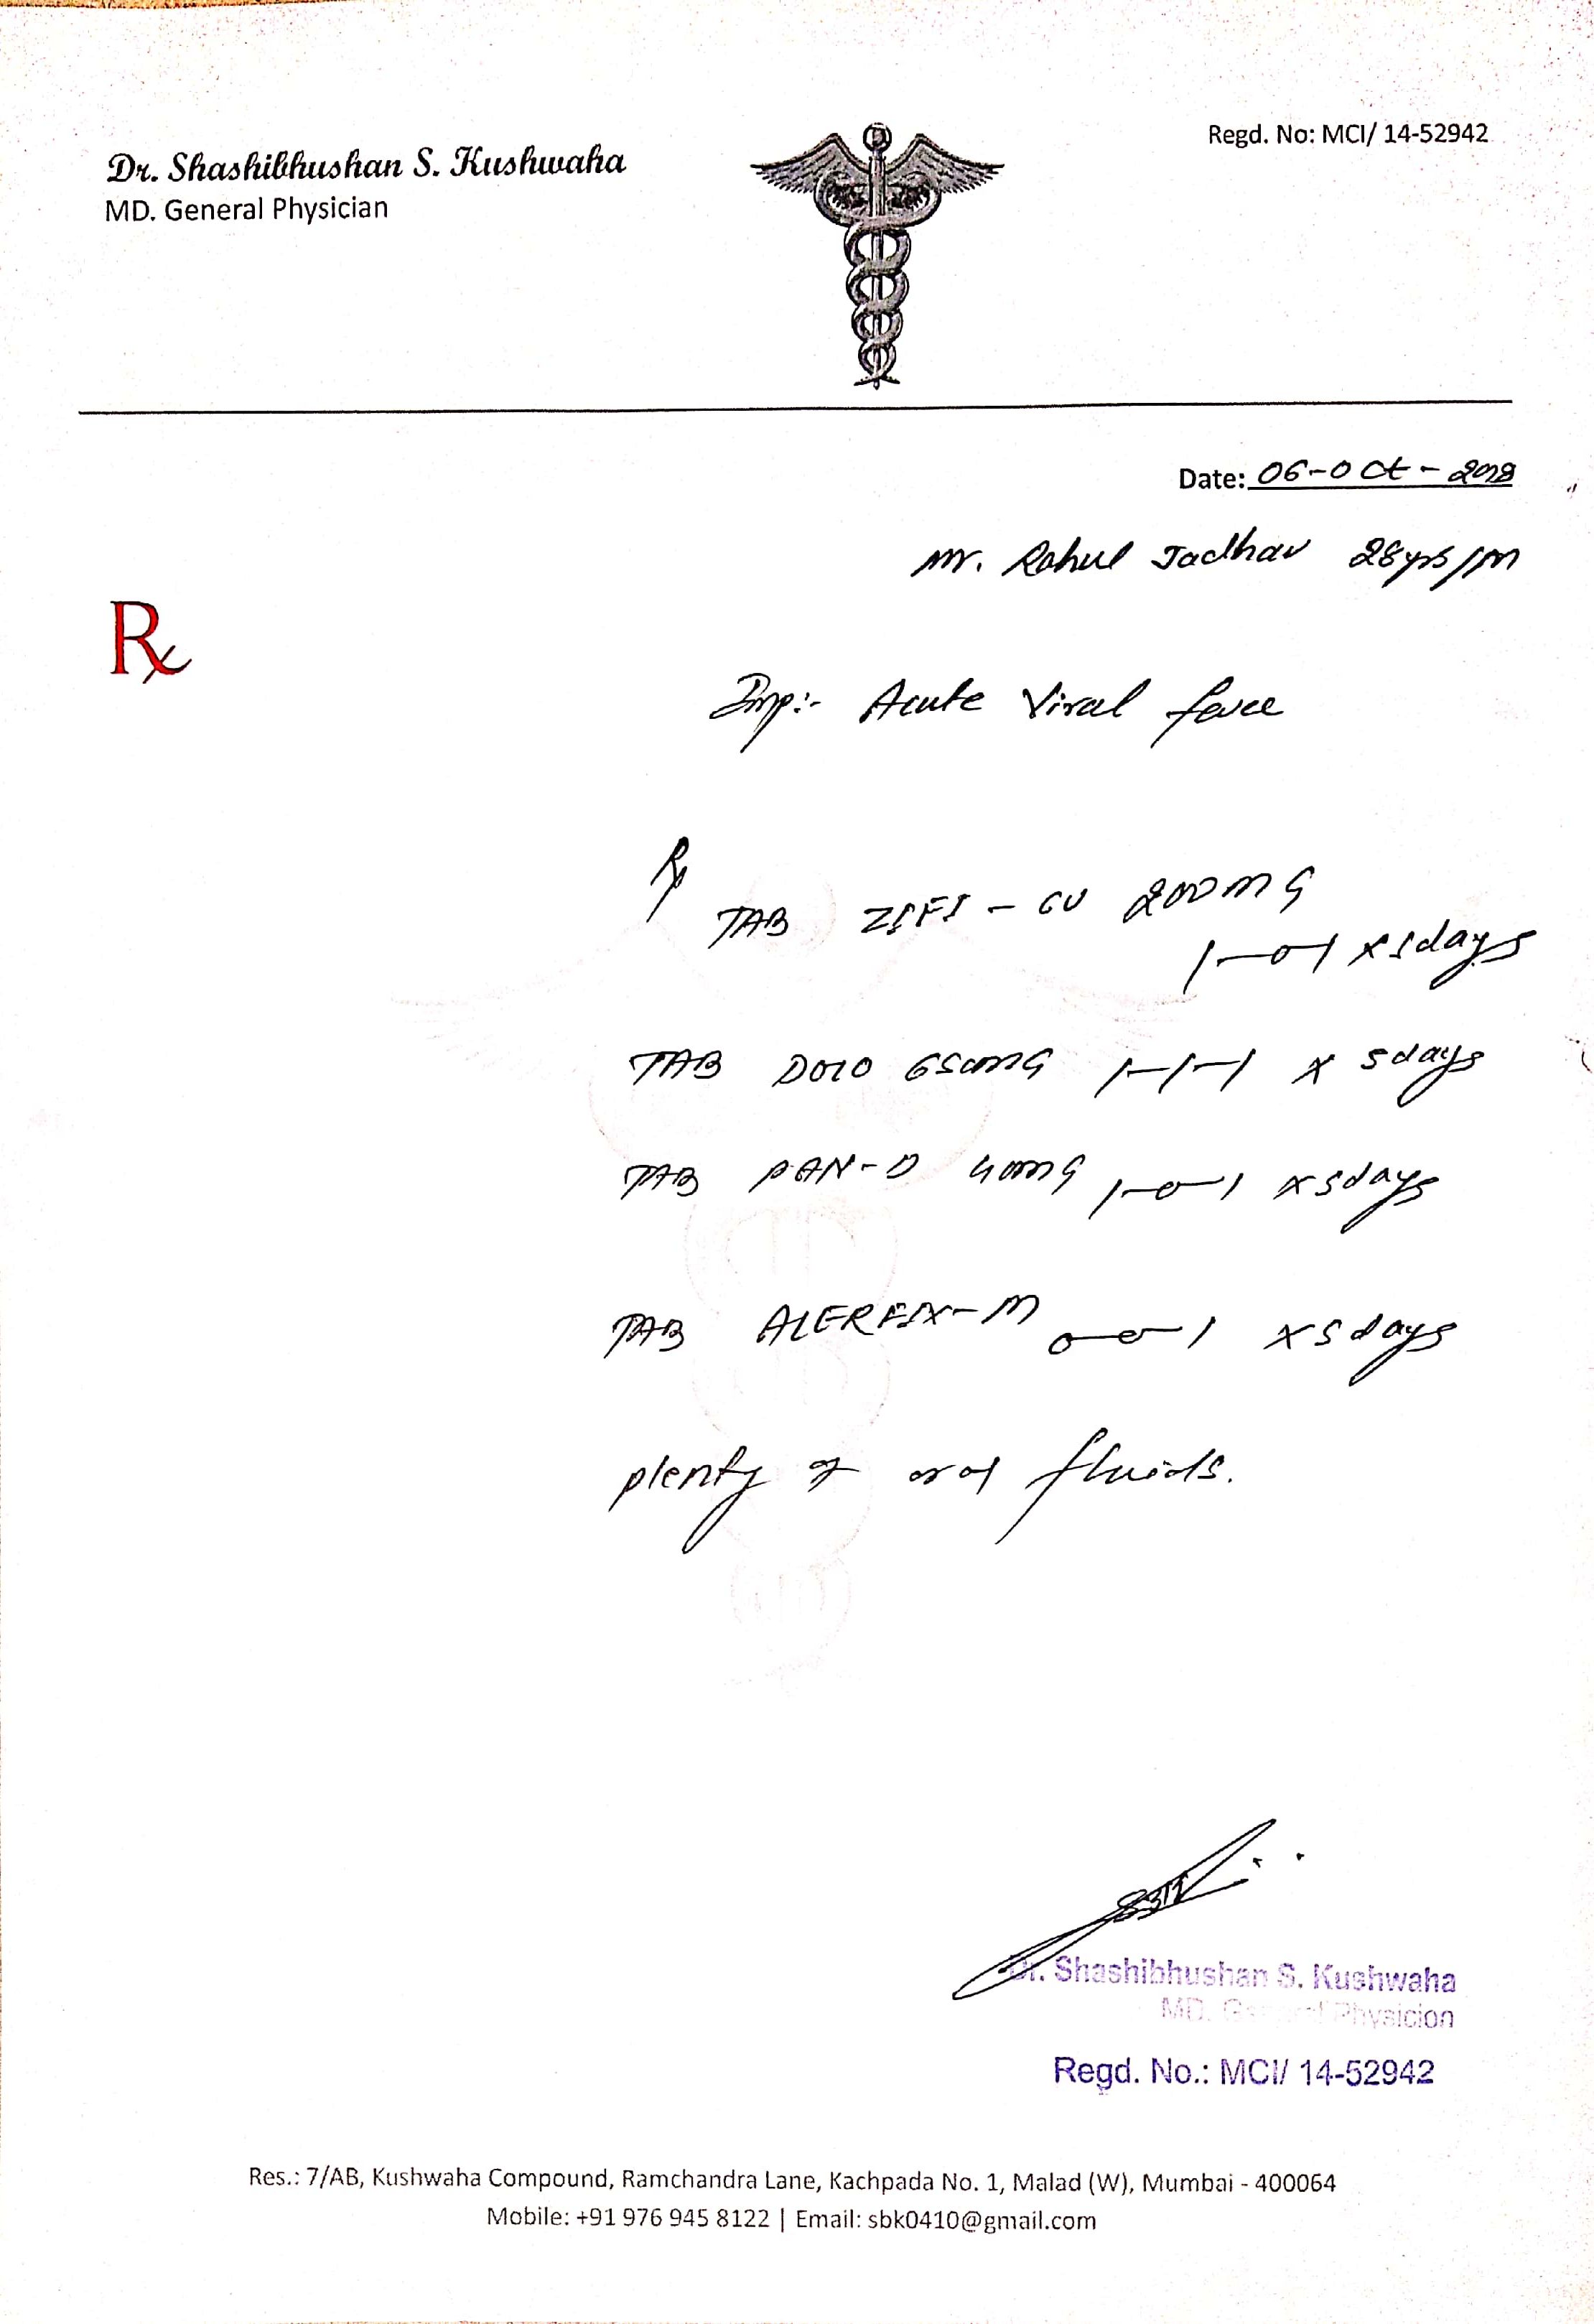 Dr. Shashibhushan S. Kushwaha
MD. General Physician
Regd. No: MCI/ 14-52942
Date: 06-Oct-2018
Mr. Rahul Jadhav 28yrs/M
Rx
Imp:- Acute Viral fever
Rx
TAB ZIFI-CV 200MG
1-0-1 x 5days
TAB DOLO 650MG 1-1-1 x 5days
TAB PAN-D 40MG 1-0-1 x 5days
TAB ALERFIX-M 0-0-1 x 5days
plenty of oral fluids.
Dr. Shashibhushan S. Kushwaha
MD. General Physicion
Regd. No.: MCI/ 14-52942
Res.: 7/AB, Kushwaha Compound, Ramchandra Lane, Kachpada No. 1, Malad (W), Mumbai - 400064
Mobile: +91 976 945 8122 | Email: sbk0410@gmail.com